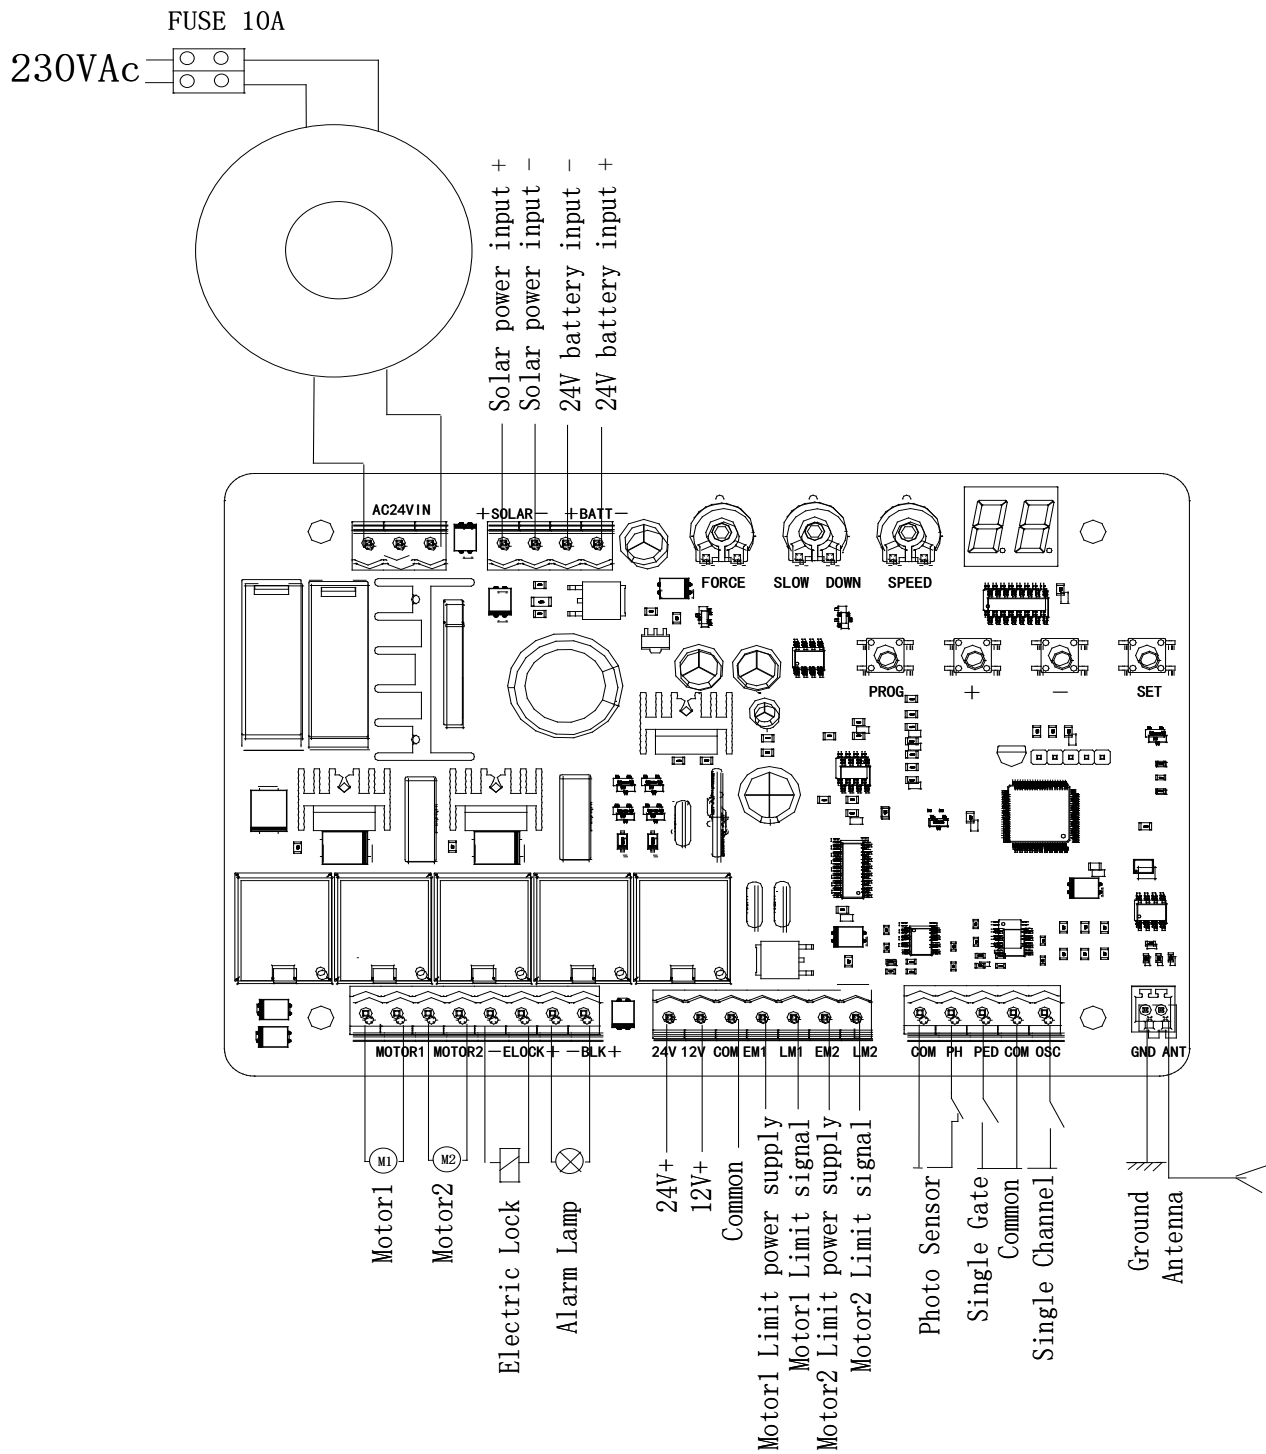 FUSE 10A
230VAc
Solar power input +
Solar power input -
24V battery input -
24V battery input +
AC24VIN
+SOLAR-
+BATT-
FORCE
SLOW DOWN
SPEED
PROG
+
-
SET
MOTOR1
MOTOR2
-ELOCK+
-BLK+
24V
12V
COM
EM1
LM1
EM2
LM2
COM
PH
PED
COM
OSC
GND
ANT
M1
M2
Motor1
Motor2
Electric Lock
Alarm Lamp
24V+
12V+
Common
Motor1 Limit power supply
Motor1 Limit signal
Motor2 Limit power supply
Motor2 Limit signal
Photo Sensor
Single Gate
Common
Single Channel
Ground
Antenna